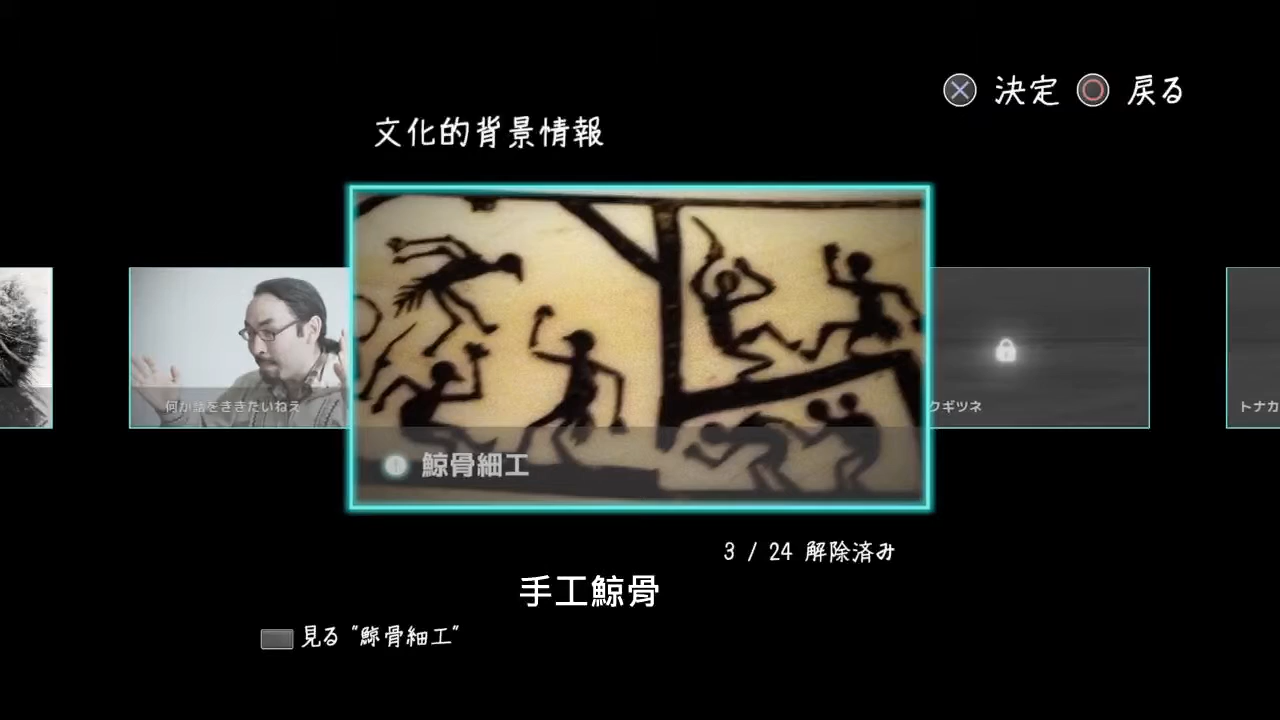 決定 戻る
文化的背景情報
何か話をききたいねえ
鯨骨細工
クギツネ
トナカ
3 / 24 解除済み
手工鯨骨
見る "鯨骨細工"